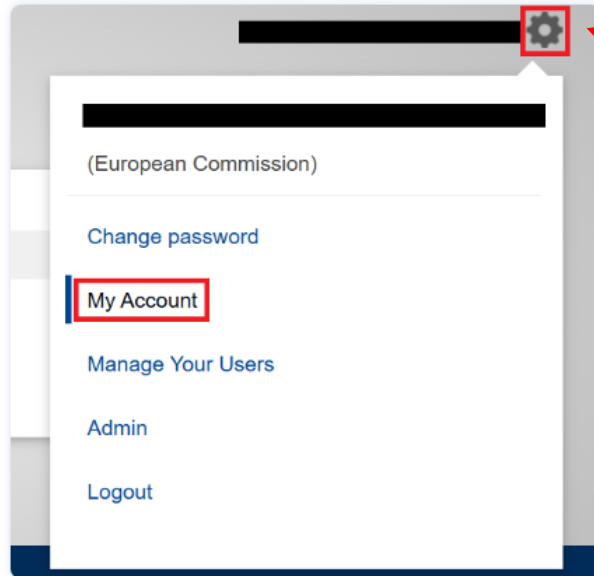 (European Commission)
Change password
My Account
Manage Your Users
Admin
Logout